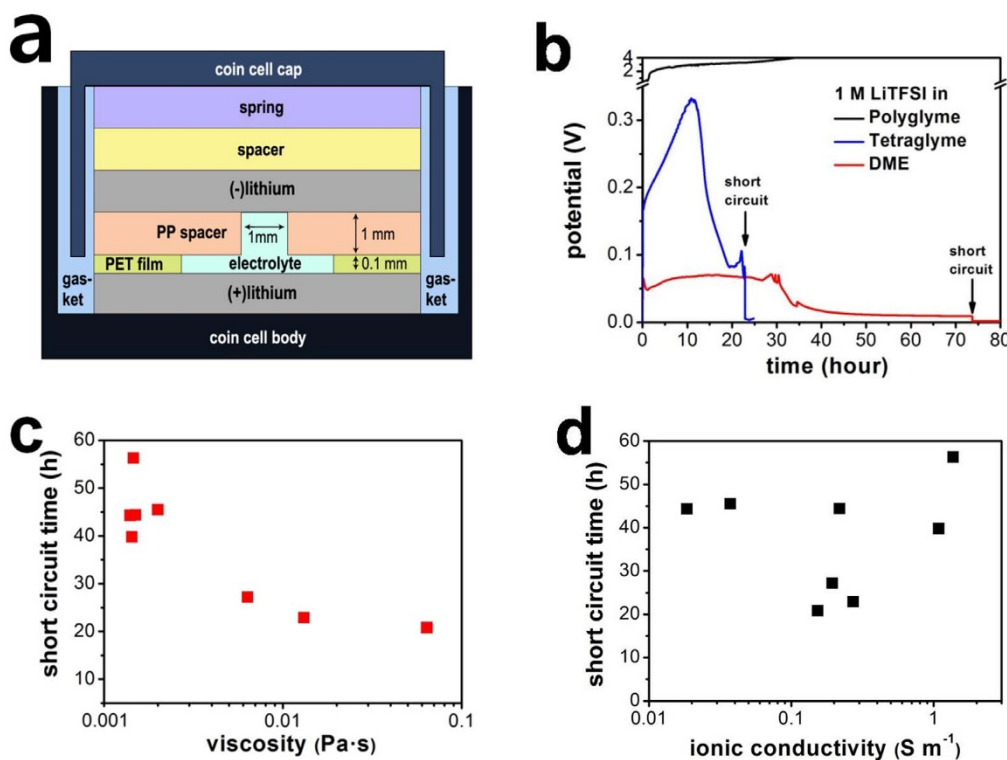 a
coin cell cap
spring
spacer
(-)lithium
PP spacer
1mm
1 mm
PET film
electrolyte
0.1 mm
gas-
ket
gas-
ket
(+)lithium
coin cell body
b
4
2
0.3
0.2
0.1
0.0
potential (V)
1 M LiTFSI in
Polyglyme
Tetraglyme
DME
short
circuit
short
circuit
0 10 20 30 40 50 60 70 80
time (hour)
c
60
50
40
30
20
10
short circuit time (h)
0.001 0.01 0.1
viscosity (Pa·s)
d
60
50
40
30
20
10
0
short circuit time (h)
0.01 0.1 1
ionic conductivity (S m⁻¹)